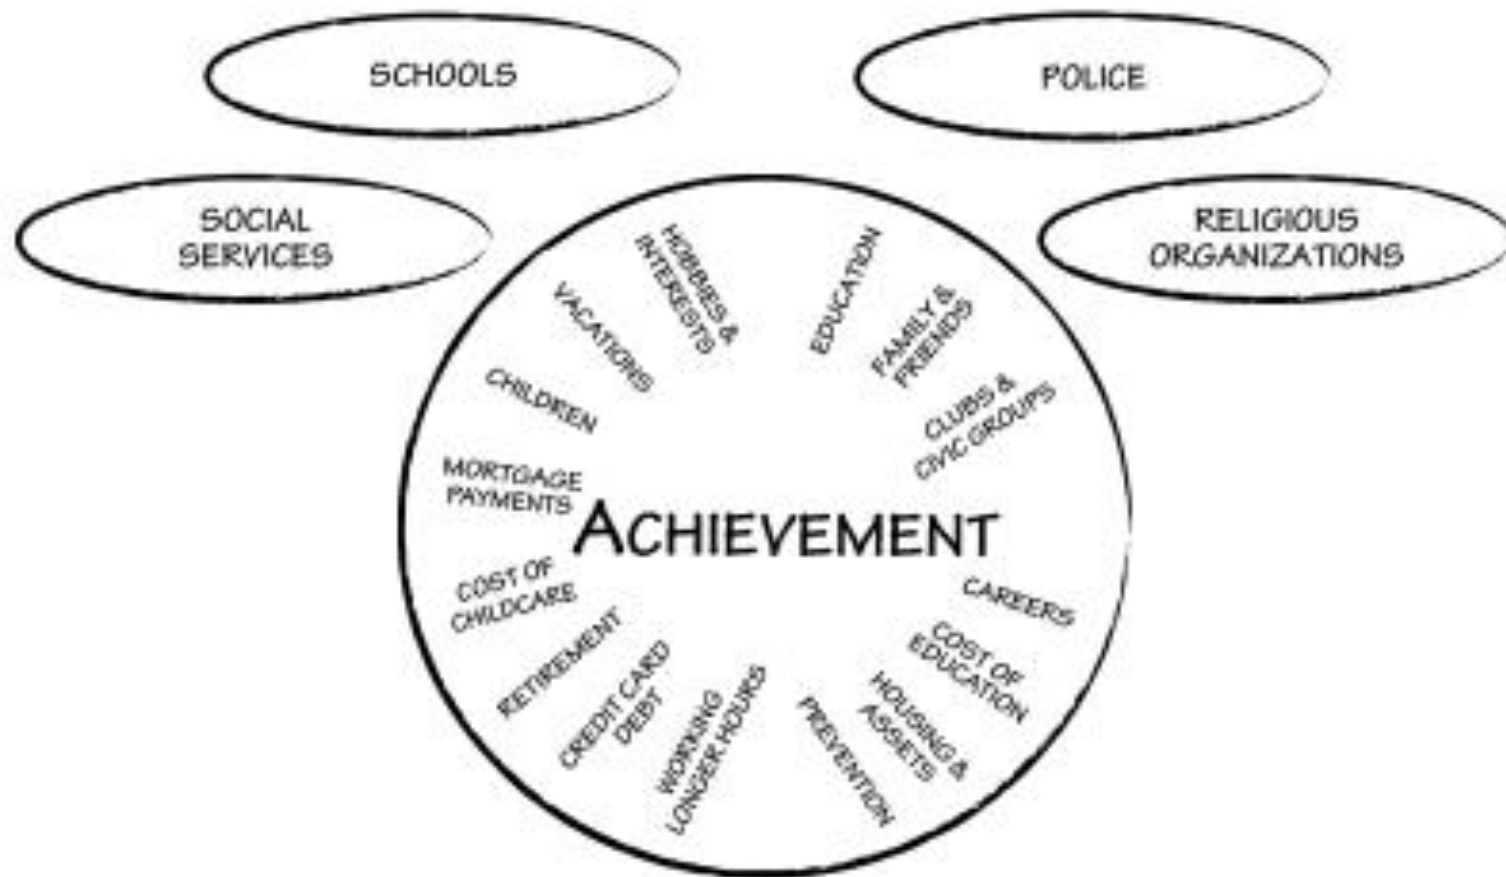 SCHOOLS
POLICE
SOCIAL
SERVICES
RELIGIOUS
ORGANIZATIONS
HOBBIES &
INTERESTS
EDUCATION
VACATIONS
FAMILY &
FRIENDS
CHILDREN
CLUBS &
CIVIC GROUPS
MORTGAGE
PAYMENTS
ACHIEVEMENT
COST OF
CHILDCARE
CAREERS
RETIREMENT
COST OF
EDUCATION
CREDIT CARD
DEBT
HOUSING &
ASSETS
WORKING
LONGER HOURS
PREVENTION